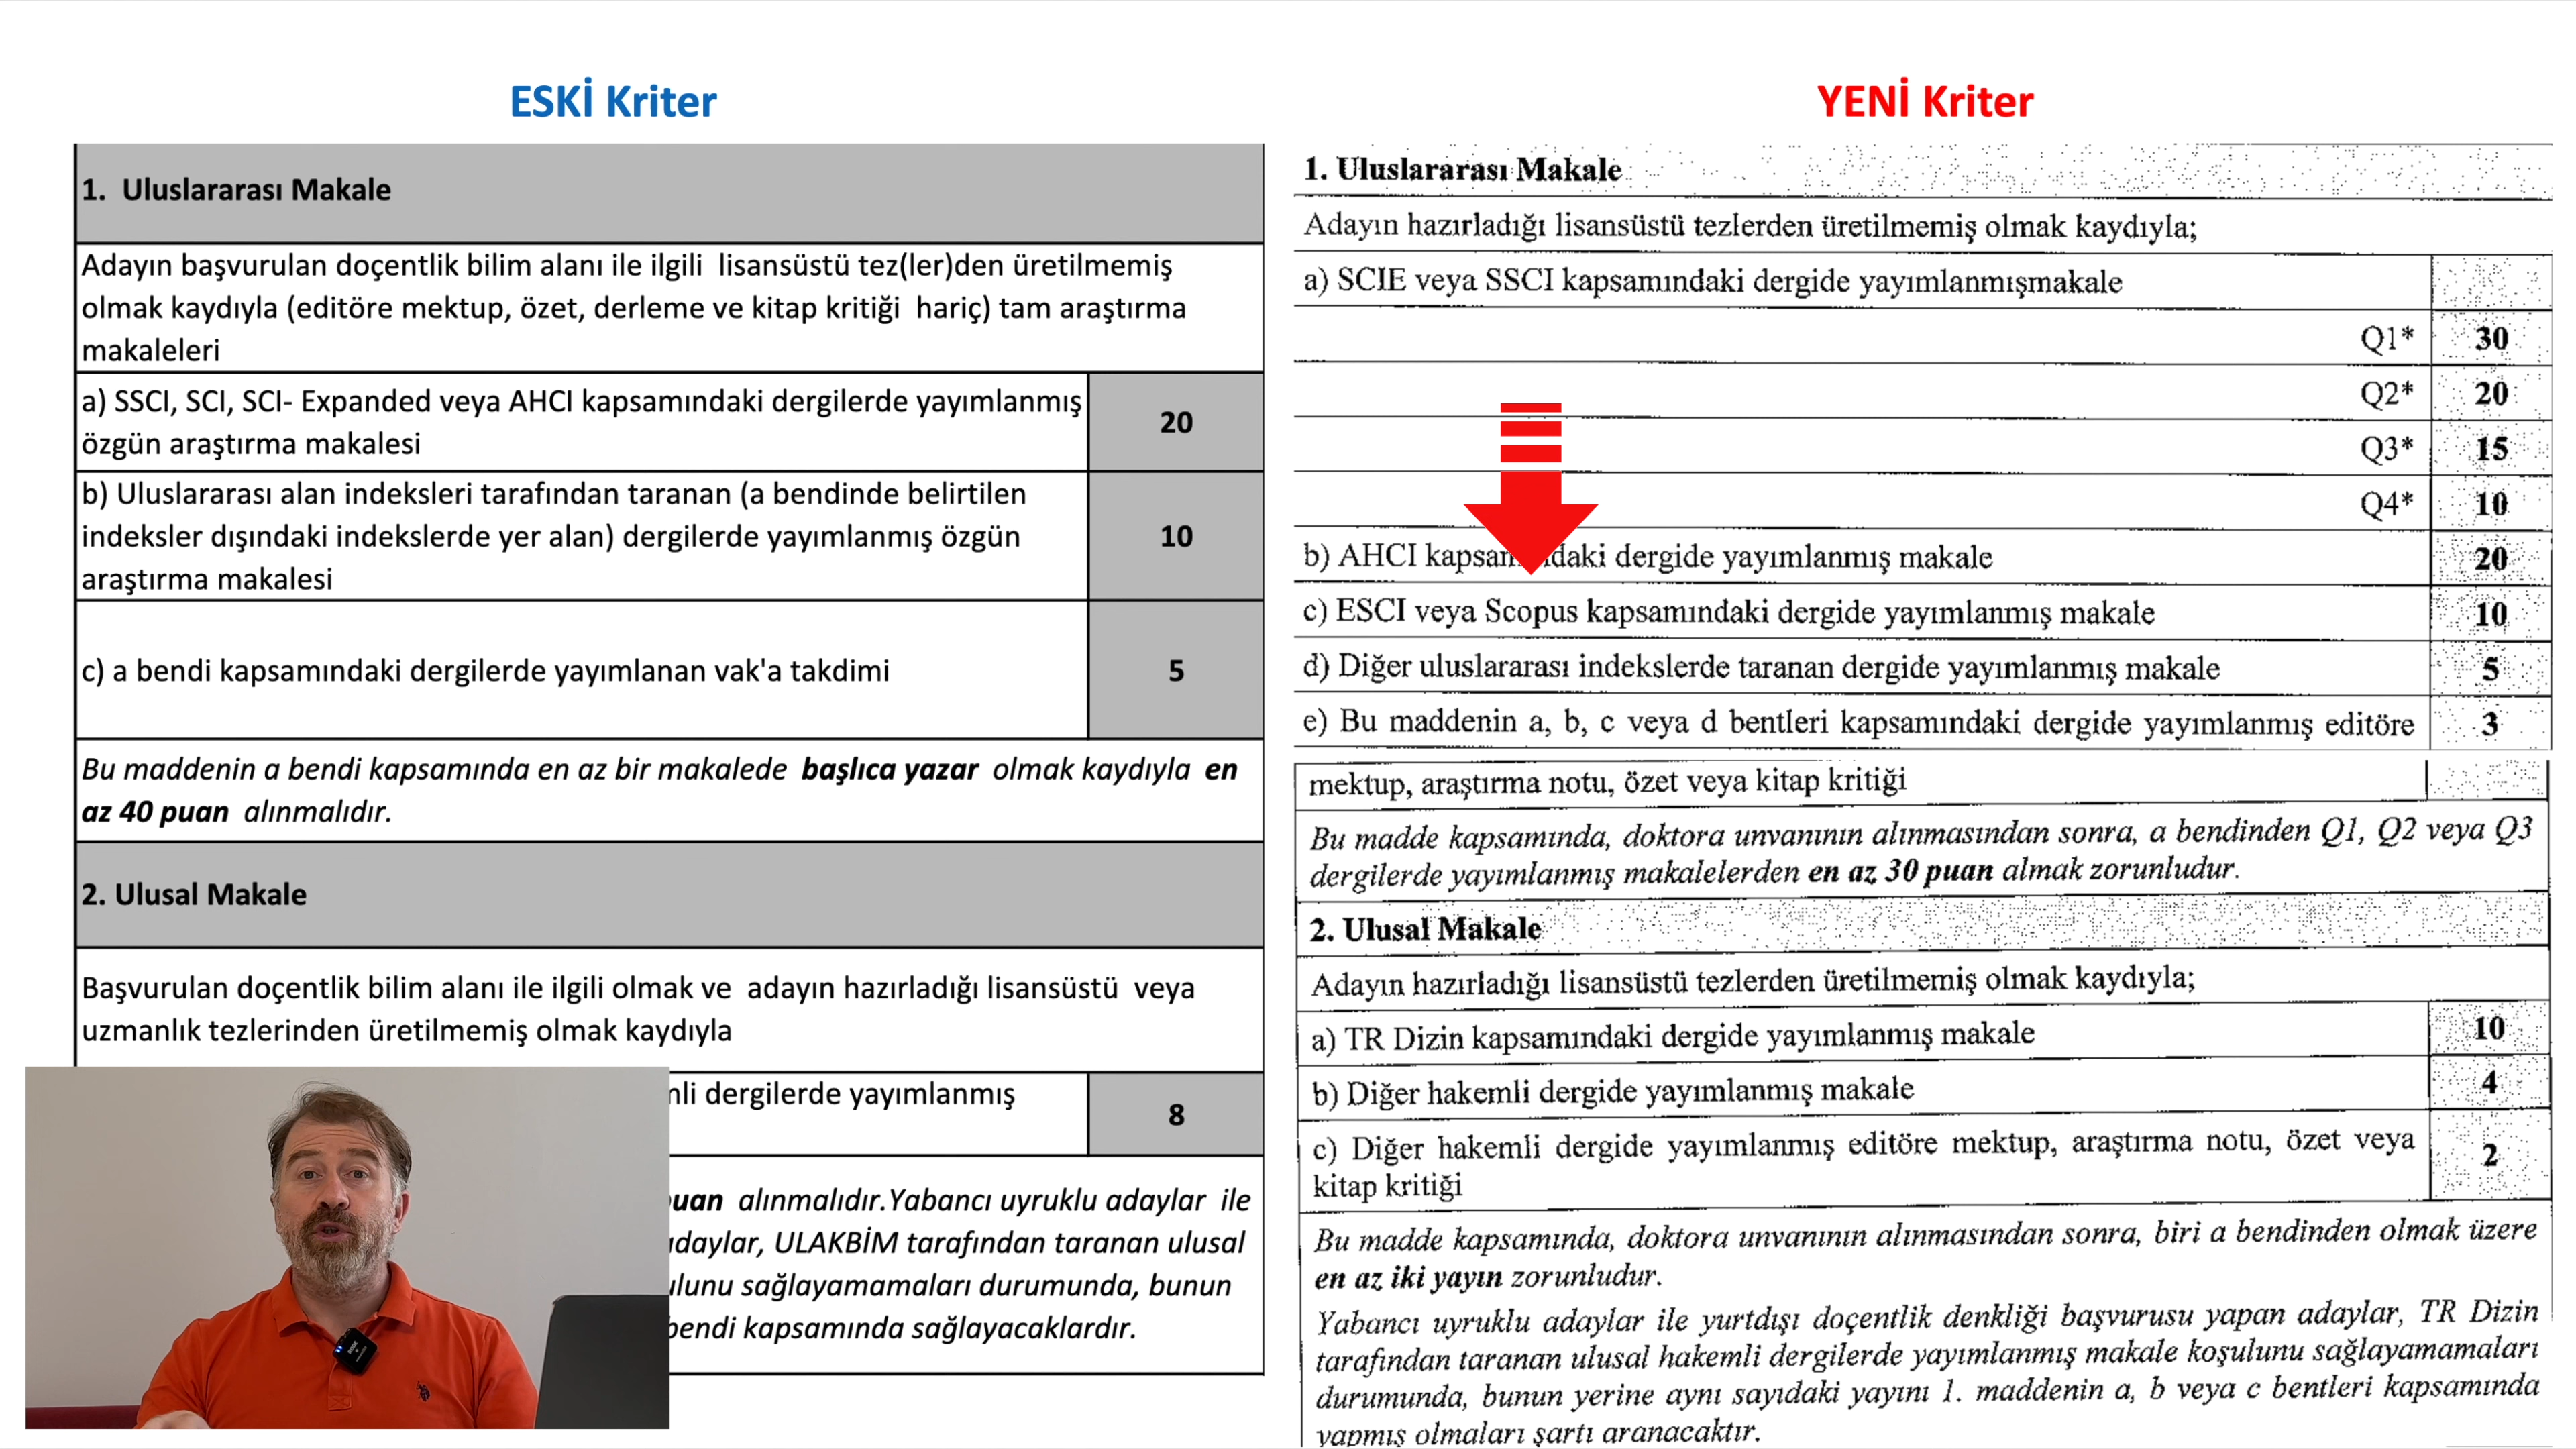 ESKİ Kriter
1. Uluslararası Makale
Adayın başvurulan doçentlik bilim alanı ile ilgili lisansüstü tez(ler)den üretilmemiş
olmak kaydıyla (editöre mektup, özet, derleme ve kitap kritiği hariç) tam araştırma
makaleleri
a) SSCI, SCI, SCI- Expanded veya AHCI kapsamındaki dergilerde yayımlanmış
özgün araştırma makalesi
20
b) Uluslararası alan indeksleri tarafından taranan (a bendinde belirtilen
indeksler dışındaki indekslerde yer alan) dergilerde yayımlanmış özgün
araştırma makalesi
10
c) a bendi kapsamındaki dergilerde yayımlanan vak'a takdimi
5
Bu maddenin a bendi kapsamında en az bir makalede başlıca yazar olmak kaydıyla en
az 40 puan alınmalıdır.
2. Ulusal Makale
Başvurulan doçentlik bilim alanı ile ilgili olmak ve adayın hazırladığı lisansüstü veya
uzmanlık tezlerinden üretilmemiş olmak kaydıyla
dergilerde yayımlanmış
8
alınmalıdır.Yabancı uyruklu adaylar ile
ULAKBİM tarafından taranan ulusal
sağlayamamaları durumunda, bunun
bendi kapsamında sağlayacaklardır.
YENİ Kriter
1. Uluslararası Makale
Adayın hazırladığı lisansüstü tezlerden üretilmemiş olmak kaydıyla;
a) SCIE veya SSCI kapsamındaki dergide yayımlanmışmakale
Q1* 30
Q2* 20
Q3* 15
Q4* 10
b) AHCI dergide yayımlanmış makale 20
c) ESCI veya Scopus kapsamındaki dergide yayımlanmış makale 10
d) Diğer uluslararası indekslerde taranan dergide yayımlanmış makale 5
e) Bu maddenin a, b, c veya d bentleri kapsamındaki dergide yayımlanmış editöre 3
mektup, araştırma notu, özet veya kitap kritiği
Bu madde kapsamında, doktora unvanının alınmasından sonra, a bendinden Q1, Q2 veya Q3
dergilerde yayımlanmış makalelerden en az 30 puan almak zorunludur.
2. Ulusal Makale
Adayın hazırladığı lisansüstü tezlerden üretilmemiş olmak kaydıyla;
a) TR Dizin kapsamındaki dergide yayımlanmış makale 10
b) Diğer hakemli dergide yayımlanmış makale 4
c) Diğer hakemli dergide yayımlanmış editöre mektup, araştırma notu, özet veya
kitap kritiği
2
Bu madde kapsamında, doktora unvanının alınmasından sonra, biri a bendinden olmak üzere
en az iki yayın zorunludur.
Yabancı uyruklu adaylar ile yurtdışı doçentlik denkliği başvurusu yapan adaylar, TR Dizin
tarafından taranan ulusal hakemli dergilerde yayımlanmış makale koşulunu sağlayamamaları
durumunda, bunun yerine aynı sayıdaki yayını 1. maddenin a, b veya c bentleri kapsamında
yapmış olmaları şartı aranacaktır.